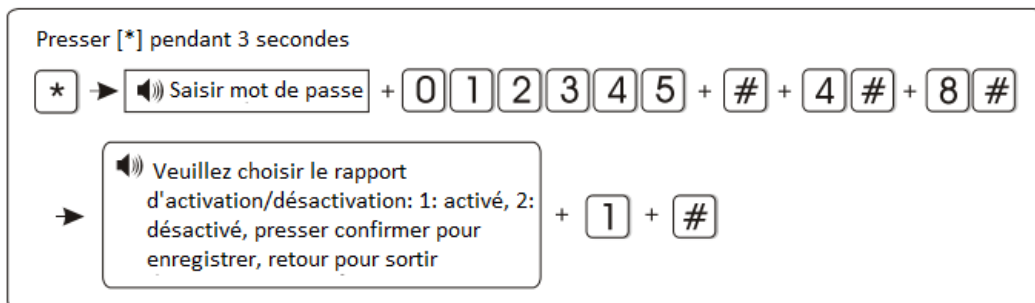 Presser [*] pendant 3 secondes
* Saisir mot de passe + 0 1 2 3 4 5 + # + 4 # + 8 #
Veuillez choisir le rapport
d'activation/désactivation: 1: activé, 2:
désactivé, presser confirmer pour
enregistrer, retour pour sortir
+ 1 + #